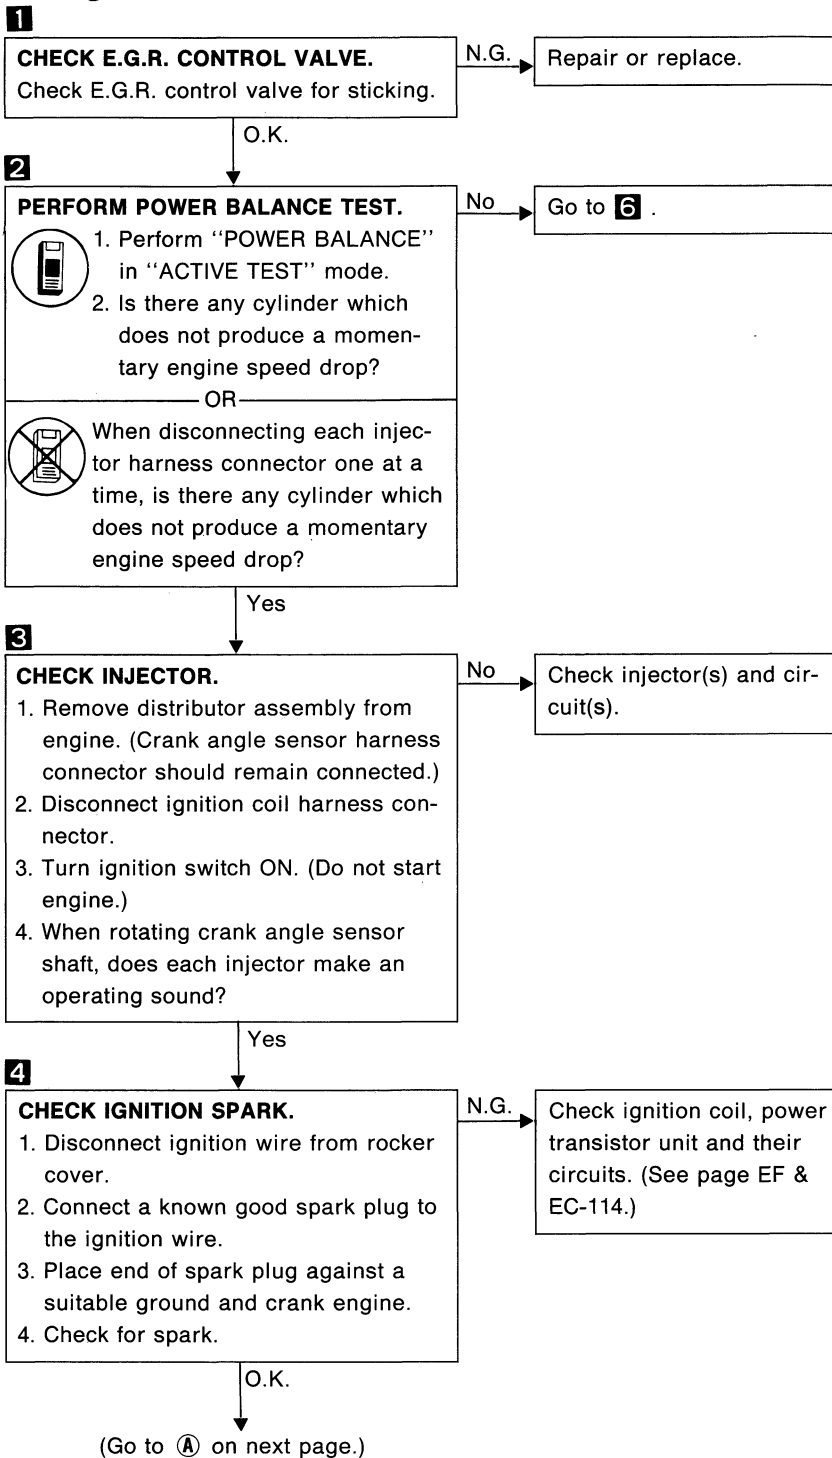 1
CHECK E.G.R. CONTROL VALVE.
Check E.G.R. control valve for sticking.
N.G.
Repair or replace.
O.K.
2
PERFORM POWER BALANCE TEST.
1. Perform “POWER BALANCE”
in “ACTIVE TEST” mode.
2. Is there any cylinder which
does not produce a momen-
tary engine speed drop?
OR
When disconnecting each injec-
tor harness connector one at a
time, is there any cylinder which
does not produce a momentary
engine speed drop?
No
Go to 6 .
Yes
3
CHECK INJECTOR.
1. Remove distributor assembly from
engine. (Crank angle sensor harness
connector should remain connected.)
2. Disconnect ignition coil harness con-
nector.
3. Turn ignition switch ON. (Do not start
engine.)
4. When rotating crank angle sensor
shaft, does each injector make an
operating sound?
No
Check injector(s) and cir-
cuit(s).
Yes
4
CHECK IGNITION SPARK.
1. Disconnect ignition wire from rocker
cover.
2. Connect a known good spark plug to
the ignition wire.
3. Place end of spark plug against a
suitable ground and crank engine.
4. Check for spark.
N.G.
Check ignition coil, power
transistor unit and their
circuits. (See page EF &
EC-114.)
O.K.
(Go to Ⓐ on next page.)